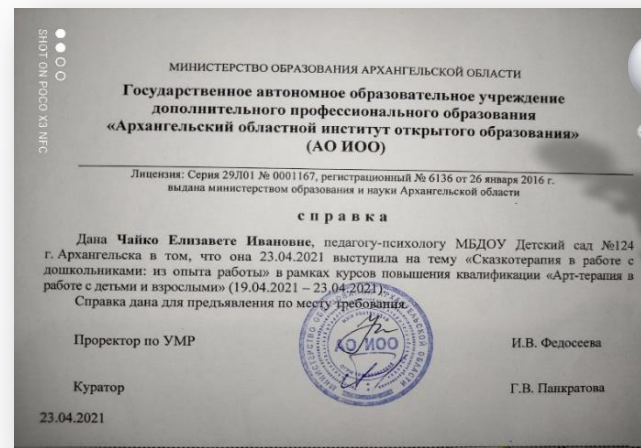 SHOT ON POCO X3 NFC
МИНИСТЕРСТВО ОБРАЗОВАНИЯ АРХАНГЕЛЬСКОЙ ОБЛАСТИ
Государственное автономное образовательное учреждение
дополнительного профессионального образования
«Архангельский областной институт открытого образования»
(АО ИОО)
Лицензия: Серия 29Л01 № 0001167, регистрационный № 6136 от 26 января 2016 г.
выдана министерством образования и науки Архангельской области
справка
Дана Чайко Елизавете Ивановне, педагогу-психологу МБДОУ Детский сад №124
г. Архангельска в том, что она 23.04.2021 выступила на тему «Сказкотерапия в работе с
дошкольниками: из опыта работы» в рамках курсов повышения квалификации «Арт-терапия в
работе с детьми и взрослыми» (19.04.2021 – 23.04.2021).
Справка дана для предъявления по месту требования.
Проректор по УМР
И.В. Федосеева
АО ИОО
Куратор
Г.В. Панкратова
23.04.2021